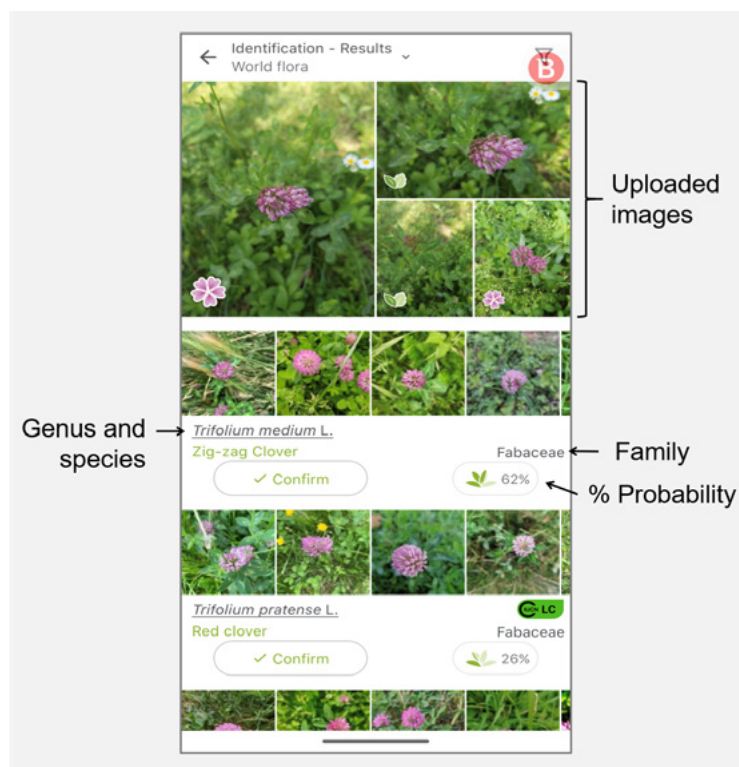 Identification - Results
World flora
B
Uploaded
images
Genus and
species
Trifolium medium L.
Zig-zag Clover
Fabaceae
Family
Confirm
62%
% Probability
Trifolium pratense L.
IUCN LC
Red clover
Fabaceae
Confirm
26%